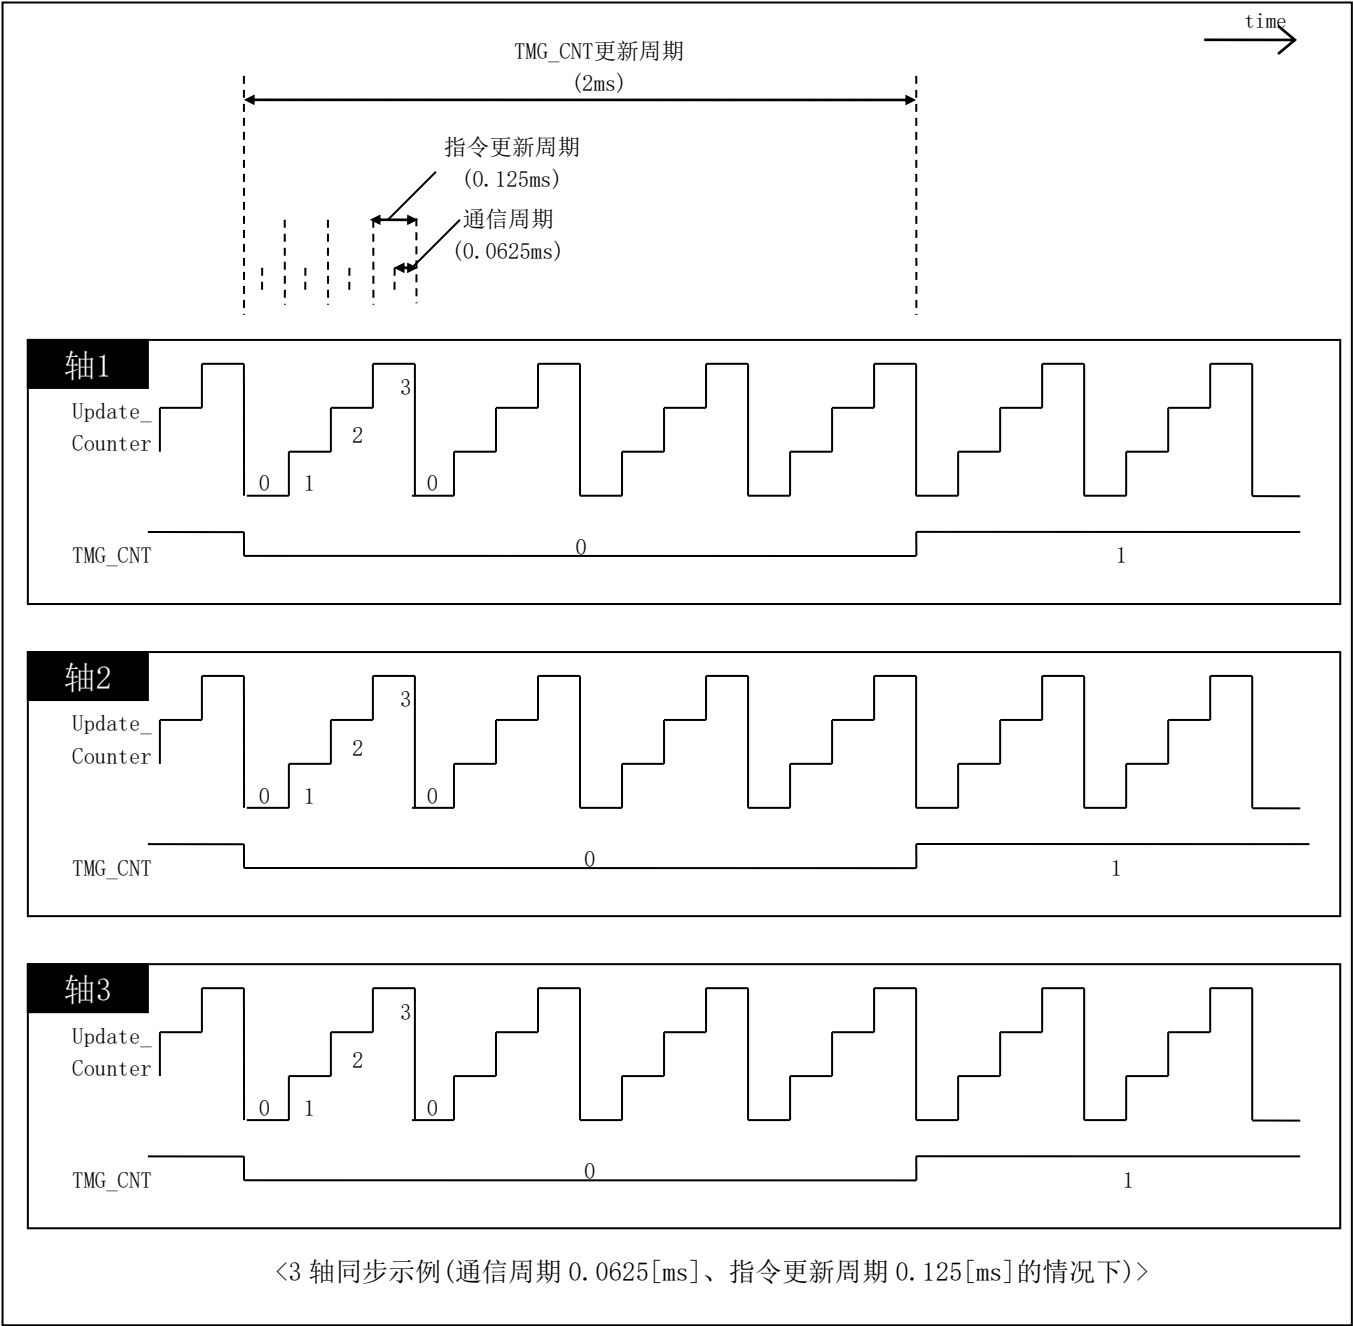 time
TMG_CNT更新周期
(2ms)
指令更新周期
(0.125ms)
通信周期
(0.0625ms)
轴1
Update_
Counter
3
2
0 1 0
TMG_CNT
0
1
轴2
Update_
Counter
3
2
0 1 0
TMG_CNT
0
1
轴3
Update_
Counter
3
2
0 1 0
TMG_CNT
0
1
<3 轴同步示例(通信周期 0.0625[ms]、指令更新周期 0.125[ms]的情况下)>